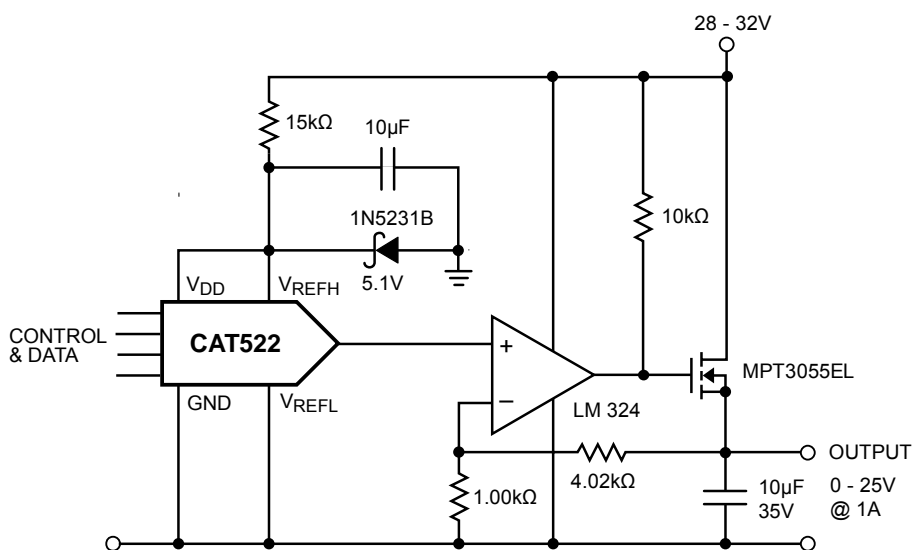 28 - 32V
15kΩ
10µF
10kΩ
1N5231B
5.1V
VDD
VREFH
CONTROL
& DATA
CAT522
+
–
MPT3055EL
GND
VREFL
LM 324
OUTPUT
4.02kΩ
1.00kΩ
10µF
35V
0 - 25V
@ 1A